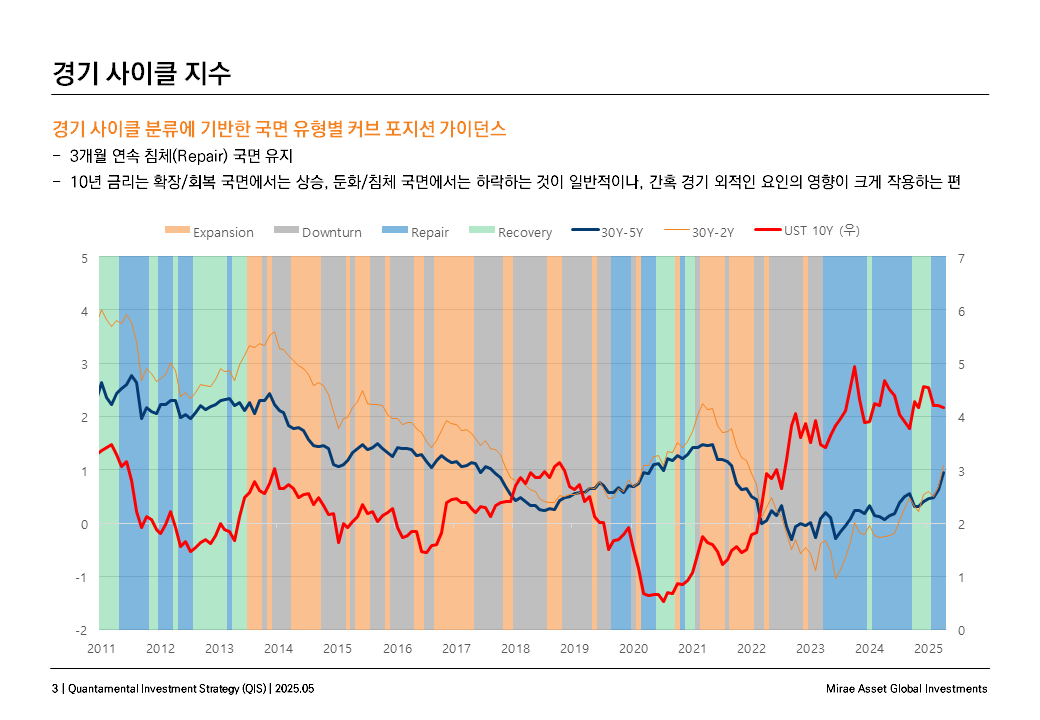 경기 사이클 지수
경기 사이클 분류에 기반한 국면 유형별 커브 포지션 가이던스
– 3개월 연속 침체(Repair) 국면 유지
– 10년 금리는 확장/회복 국면에서는 상승, 둔화/침체 국면에서는 하락하는 것이 일반적이나, 간혹 경기 외적인 요인의 영향이 크게 작용하는 편
Expansion Downturn Repair Recovery 30Y-5Y 30Y-2Y UST 10Y (우)
5 7
4 6
3 5
2 4
1 3
0 2
-1 1
-2 0
2011 2012 2013 2014 2015 2016 2017 2018 2019 2020 2021 2022 2023 2024 2025
3 | Quantamental Investment Strategy (QIS) | 2025.05 Mirae Asset Global Investments